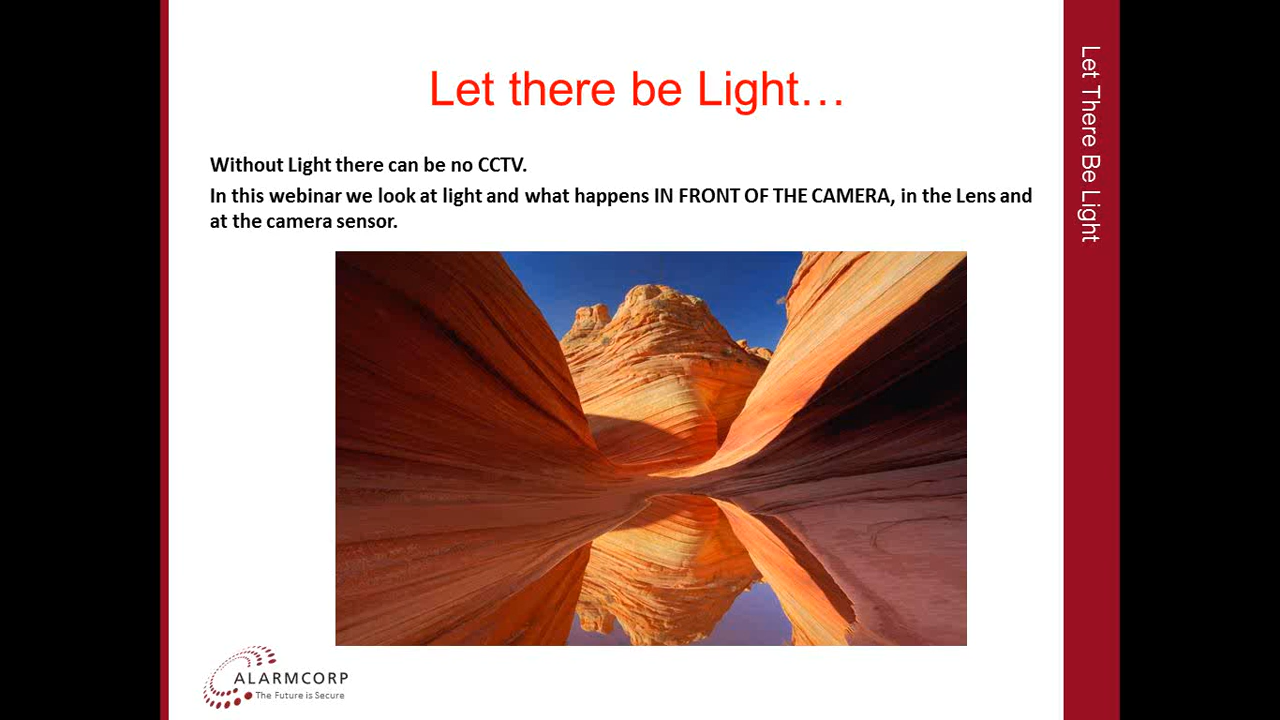 Let there be Light…
Without Light there can be no CCTV.
In this webinar we look at light and what happens IN FRONT OF THE CAMERA, in the Lens and
at the camera sensor.
Let There Be Light
ALARMCORP
The Future is Secure